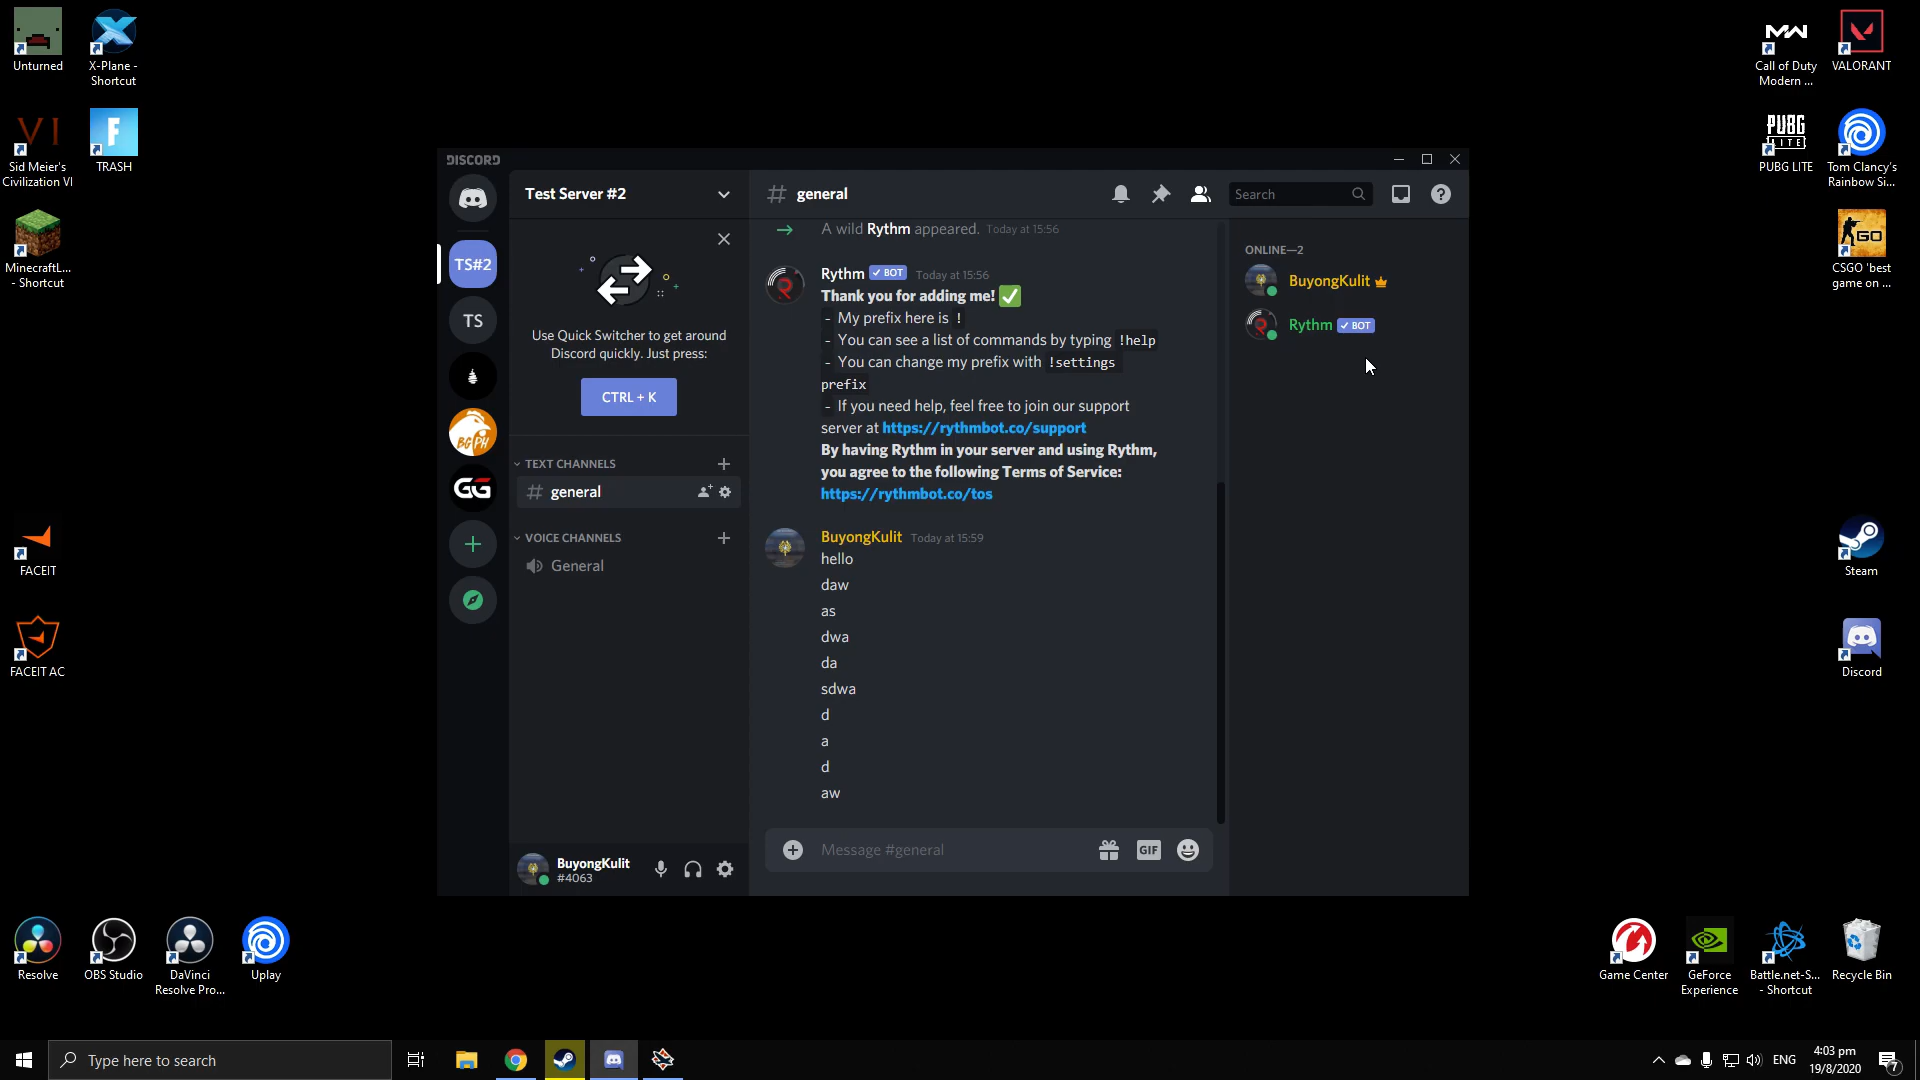 Unturned
X-Plane -
Shortcut
VI
Sid Meier's
Civilization VI
F
TRASH
MinecraftL...
- Shortcut
FACEIT
FACEIT AC
Resolve
OBS Studio
DaVinci
Resolve Pro...
Uplay
DISCORD
TS#2
TS
BGPH
GG
Test Server #2
Use Quick Switcher to get around
Discord quickly. Just press:
CTRL + K
TEXT CHANNELS
general
VOICE CHANNELS
General
BuyongKulit
#4063
# general
Search
A wild Rythm appeared. Today at 15:56
Rythm ✓ BOT Today at 15:56
Thank you for adding me! ✅
- My prefix here is !
- You can see a list of commands by typing !help
- You can change my prefix with !settings
prefix
- If you need help, feel free to join our support
server at https://rythmbot.co/support
By having Rythm in your server and using Rythm,
you agree to the following Terms of Service:
https://rythmbot.co/tos
BuyongKulit Today at 15:59
hello
daw
as
dwa
da
sdwa
d
a
d
aw
Message #general
GIF
ONLINE—2
BuyongKulit
Rythm ✓ BOT
MW
Call of Duty
Modern ...
VALORANT
PUBG
LITE
PUBG LITE
Tom Clancy's
Rainbow Si...
GO
CSGO 'best
game on ...
Steam
Discord
Game Center
GeForce
Experience
Battle.net-S...
- Shortcut
Recycle Bin
Type here to search
ENG
4:03 pm
19/8/2020
7